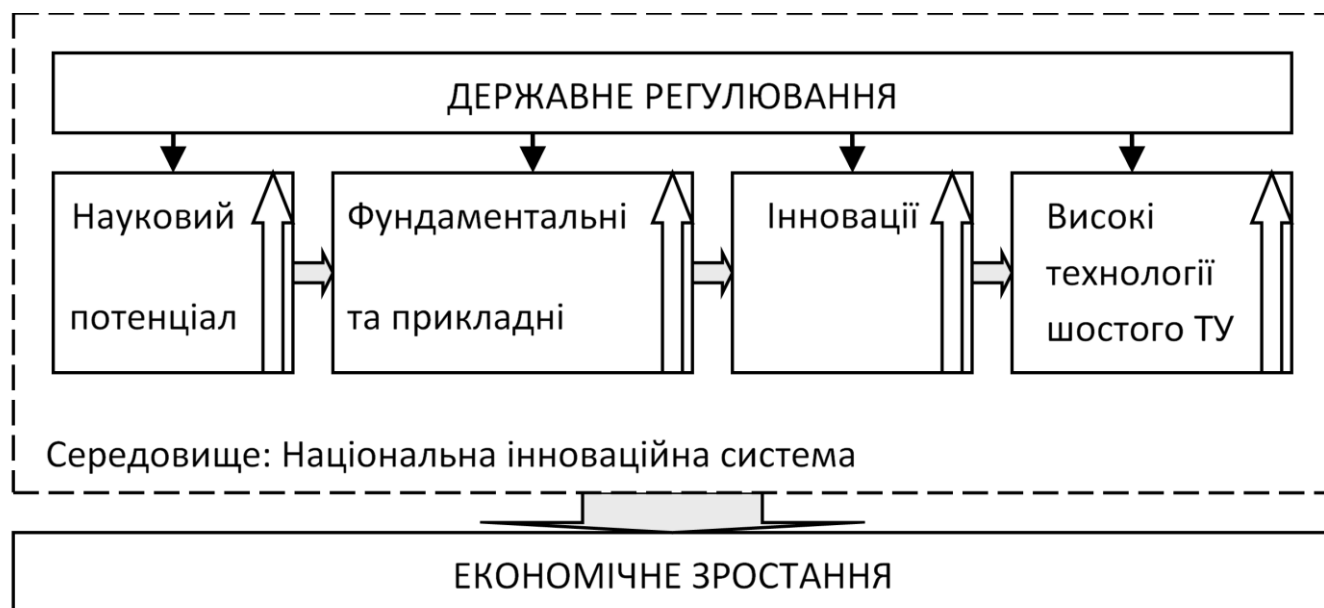 ДЕРЖАВНЕ РЕГУЛЮВАННЯ
Науковий
потенціал
Фундаментальні
та прикладні
Інновації
Високі
технології
шостого ТУ
Середовище: Національна інноваційна система
ЕКОНОМІЧНЕ ЗРОСТАННЯ